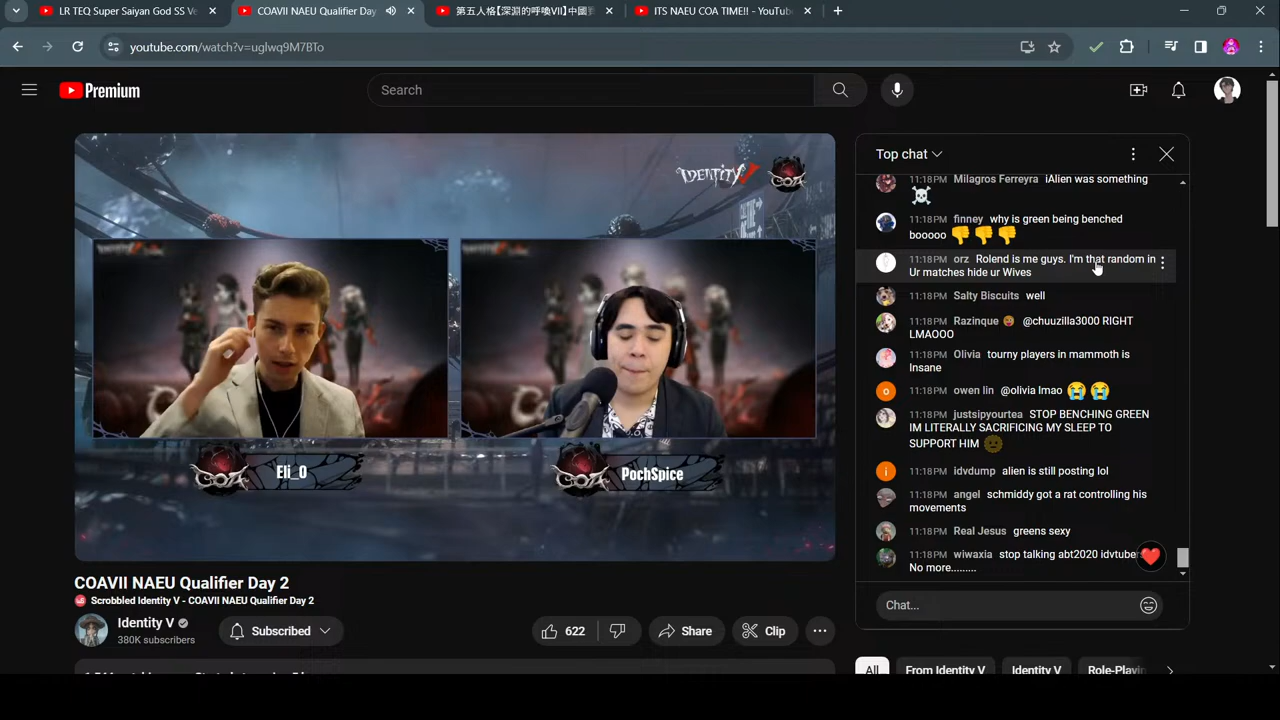 LR TEQ Super Saiyan God SS Ve
COAVII NAEU Qualifier Day
第五人格【深淵的呼喚VII】中國
ITS NAEU COA TIME!! - YouTub
youtube.com/watch?v=uglwq9M7BTo
Premium
Search
IDENTITY V
COA
Eli_O
PochSpice
COAVII NAEU Qualifier Day 2
Scrobbled Identity V - COAVII NAEU Qualifier Day 2
Identity V
380K subscribers
Subscribed
622
Share
Clip
Top chat
11:18PM Milagros Ferreyra iAlien was something
☠️
11:18PM finney why is green being benched
booooo 👎👎👎
11:18PM orz Rolend is me guys. I'm that random in
Ur matches hide ur Wives
11:18PM Salty Biscuits well
11:18PM Razinque @chuuzilla3000 RIGHT
LMAOOO
11:18PM Olivia tourny players in mammoth is
Insane
11:18PM owen lin @olivia lmao 😭😭
11:18PM justsipyourtea STOP BENCHING GREEN
IM LITERALLY SACRIFICING MY SLEEP TO
SUPPORT HIM
11:18PM idvdump alien is still posting lol
11:18PM angel schmiddy got a rat controlling his
movements
11:18PM Real Jesus greens sexy
11:18PM wiwaxia stop talking abt2020 idvtube
No more.........
Chat...
All
From Identity V
Identity V
Role-Playin